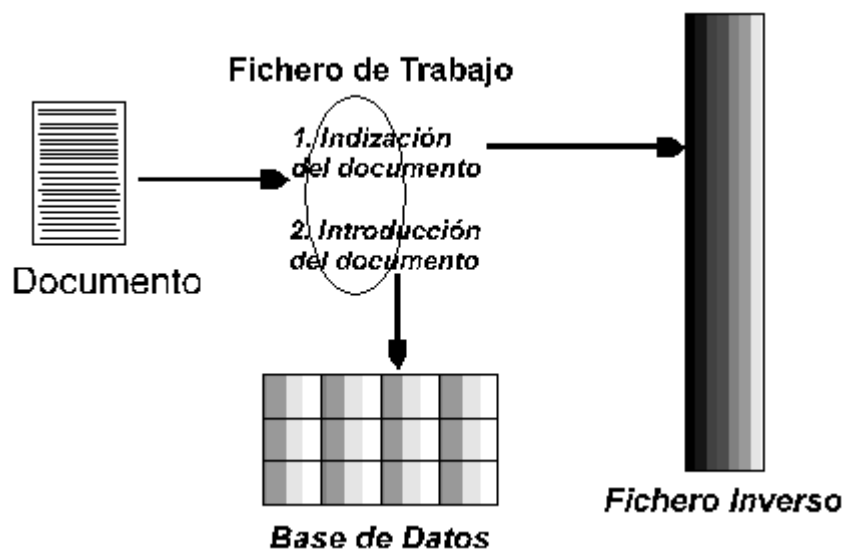 Fichero de Trabajo
1. Indización
del documento
2. Introducción
del documento
Documento
Base de Datos
Fichero Inverso